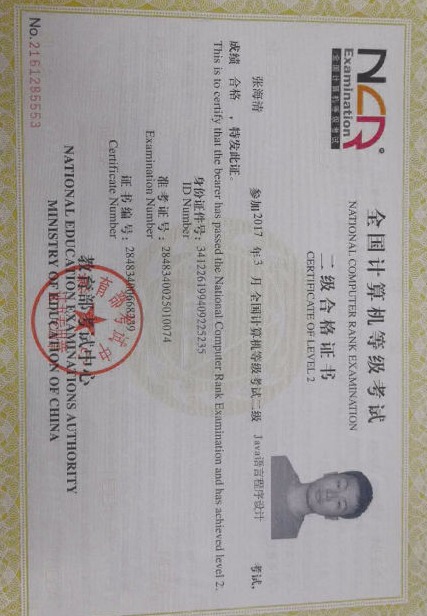 NCR
Examination
全国计算机等级考试
全国计算机等级考试
NATIONAL COMPUTER RANK EXAMINATION
二级合格证书
CERTIFICATE OF LEVEL 2
张海清 参加2017 年3 月全国计算机等级考试二级 Java语言程序设计 考试,
成绩 合格 ,特发此证。
This is to certify that the bearer has passed the National Computer Rank Examination and has achieved level 2.
身份证件号: 341226199409225235
ID Number
准考证号: 2848340025010074
Examination Number
证书编号:
Certificate Number
教育部考试中心
NATIONAL EDUCATION EXAMINATIONS AUTHORITY
MINISTRY OF EDUCATION OF CHINA
No.2161286553